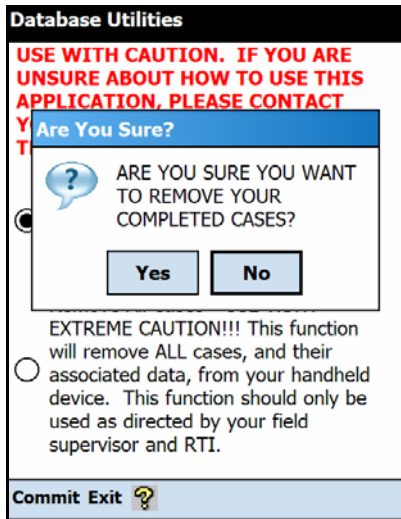 Database Utilities
USE WITH CAUTION. IF YOU ARE
UNSURE ABOUT HOW TO USE THIS
APPLICATION, PLEASE CONTACT
Are You Sure?
ARE YOU SURE YOU WANT
TO REMOVE YOUR
COMPLETED CASES?
Yes No
EXTREME CAUTION!!! This function
will remove ALL cases, and their
associated data, from your handheld
device. This function should only be
used as directed by your field
supervisor and RTI.
Commit Exit